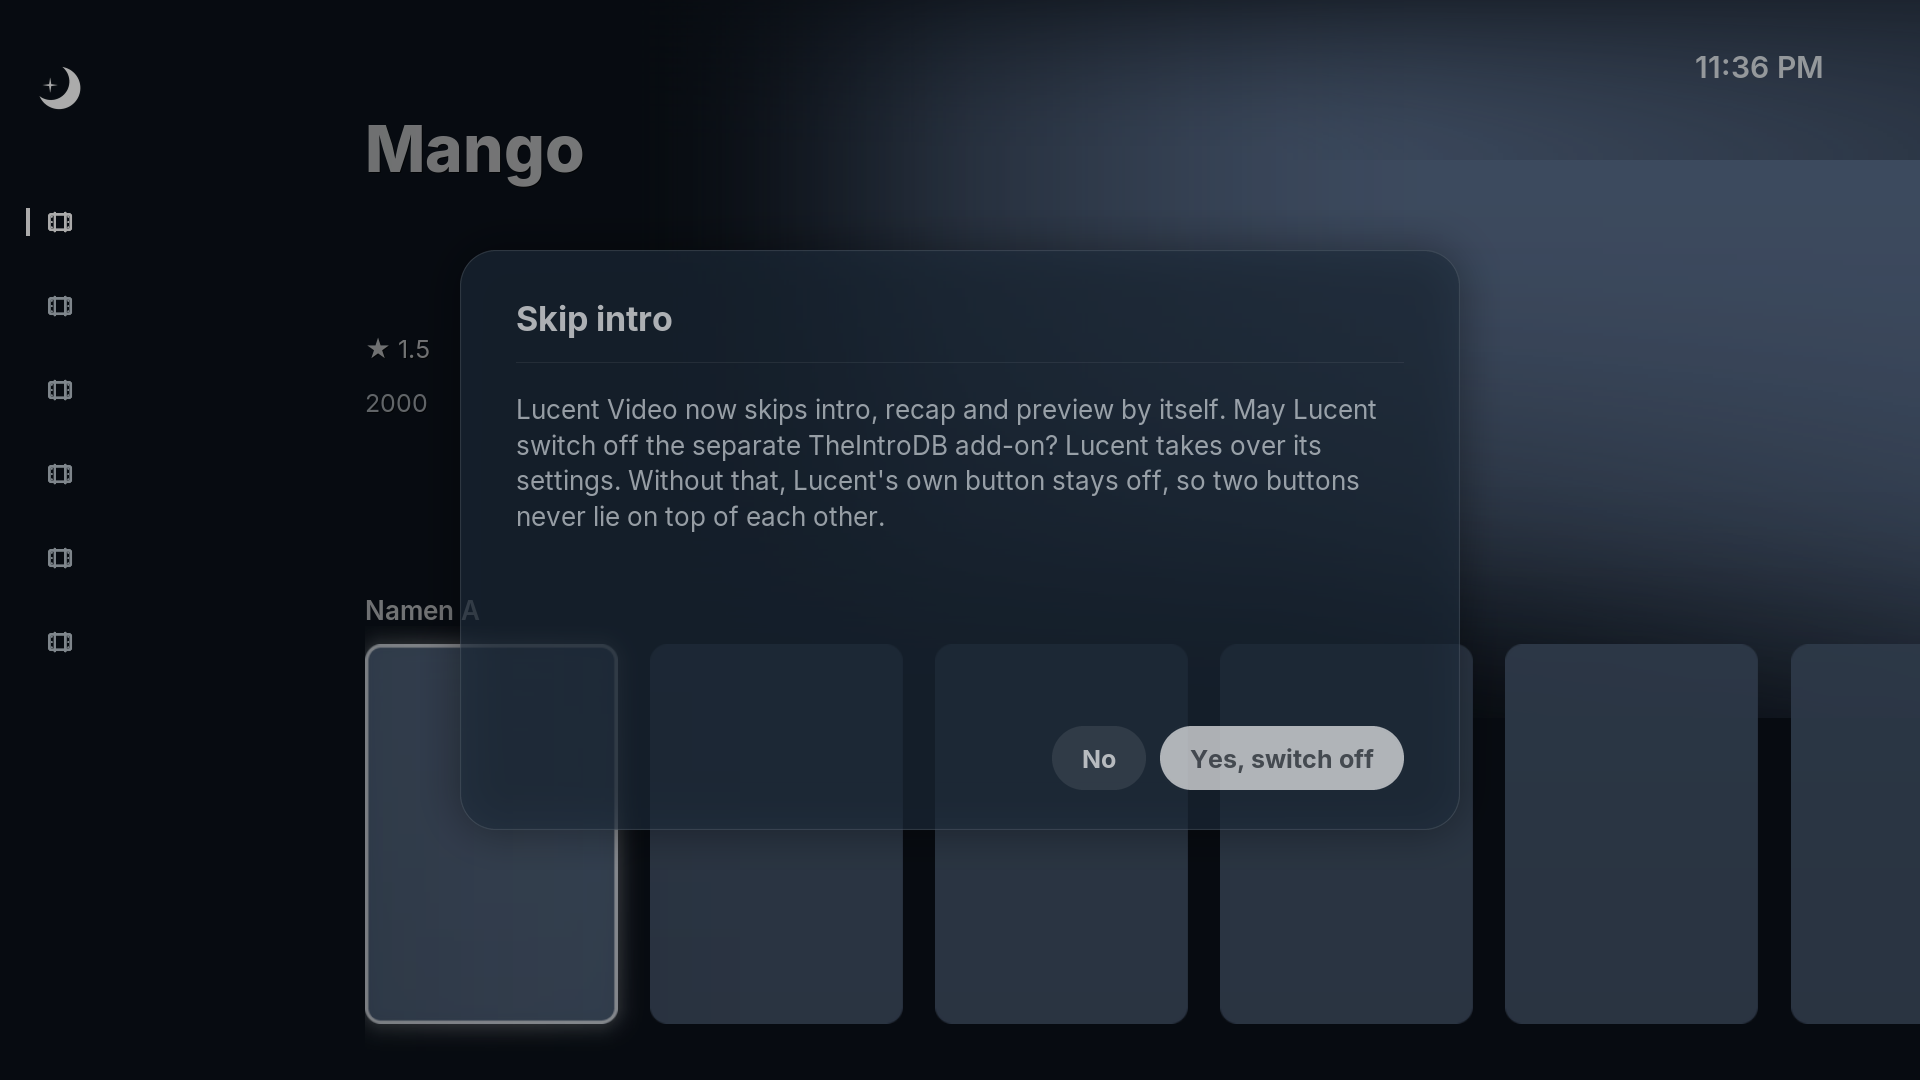 11:36 PM
Mango
★ 1.5
2000
Namen A
Skip intro
Lucent Video now skips intro, recap and preview by itself. May Lucent
switch off the separate TheIntroDB add-on? Lucent takes over its
settings. Without that, Lucent's own button stays off, so two buttons
never lie on top of each other.
No
Yes, switch off